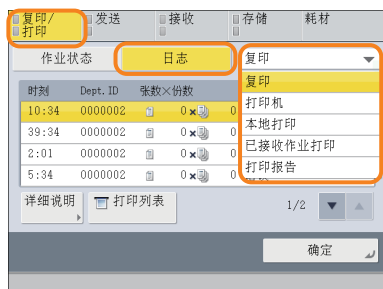 复印/ 发送 接收 存储 耗材
打印
作业状态 日志 复印
时刻 Dept. ID 张数×份数 复印
10:34 0000002 0 × 0 打印机
39:34 0000002 0 × 0 本地打印
2:01 0000002 0 × 0 已接收作业打印
5:34 0000002 0 × 0 打印报告
详细说明 打印列表 1/2
确定